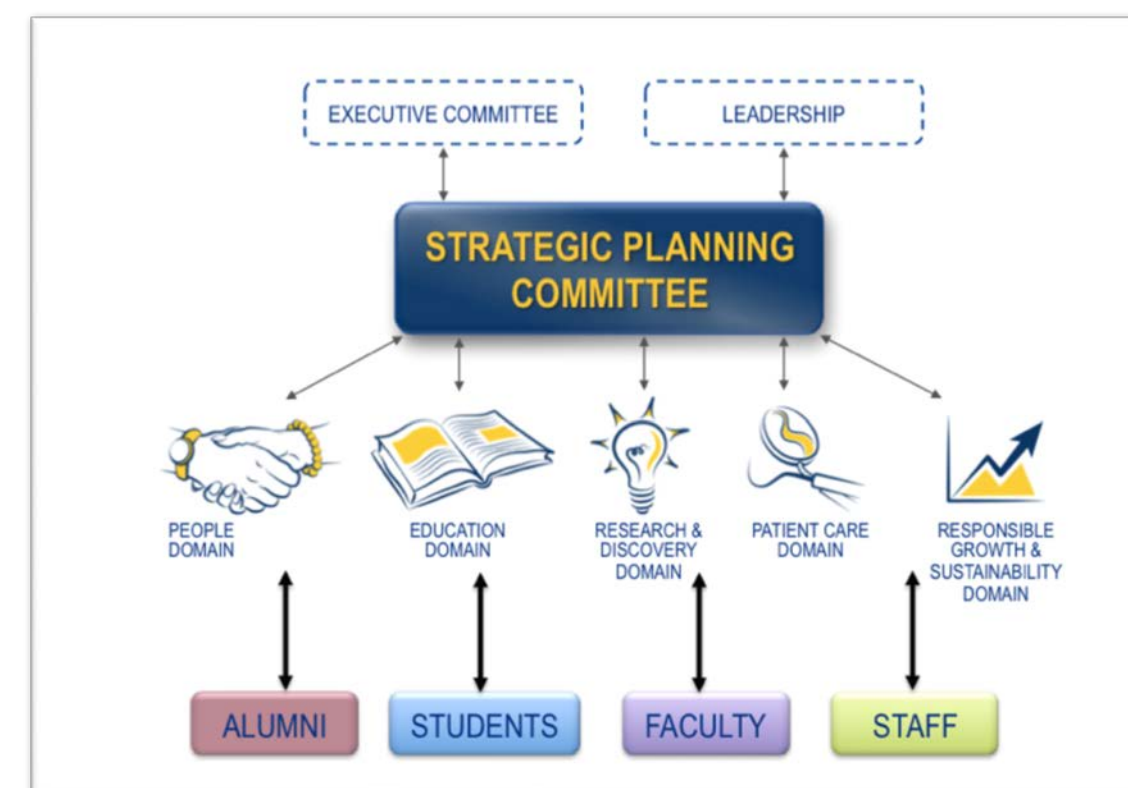 EXECUTIVE COMMITTEE
LEADERSHIP
STRATEGIC PLANNING
COMMITTEE
PEOPLE
DOMAIN
EDUCATION
DOMAIN
RESEARCH &
DISCOVERY
DOMAIN
PATIENT CARE
DOMAIN
RESPONSIBLE
GROWTH &
SUSTAINABILITY
DOMAIN
ALUMNI
STUDENTS
FACULTY
STAFF